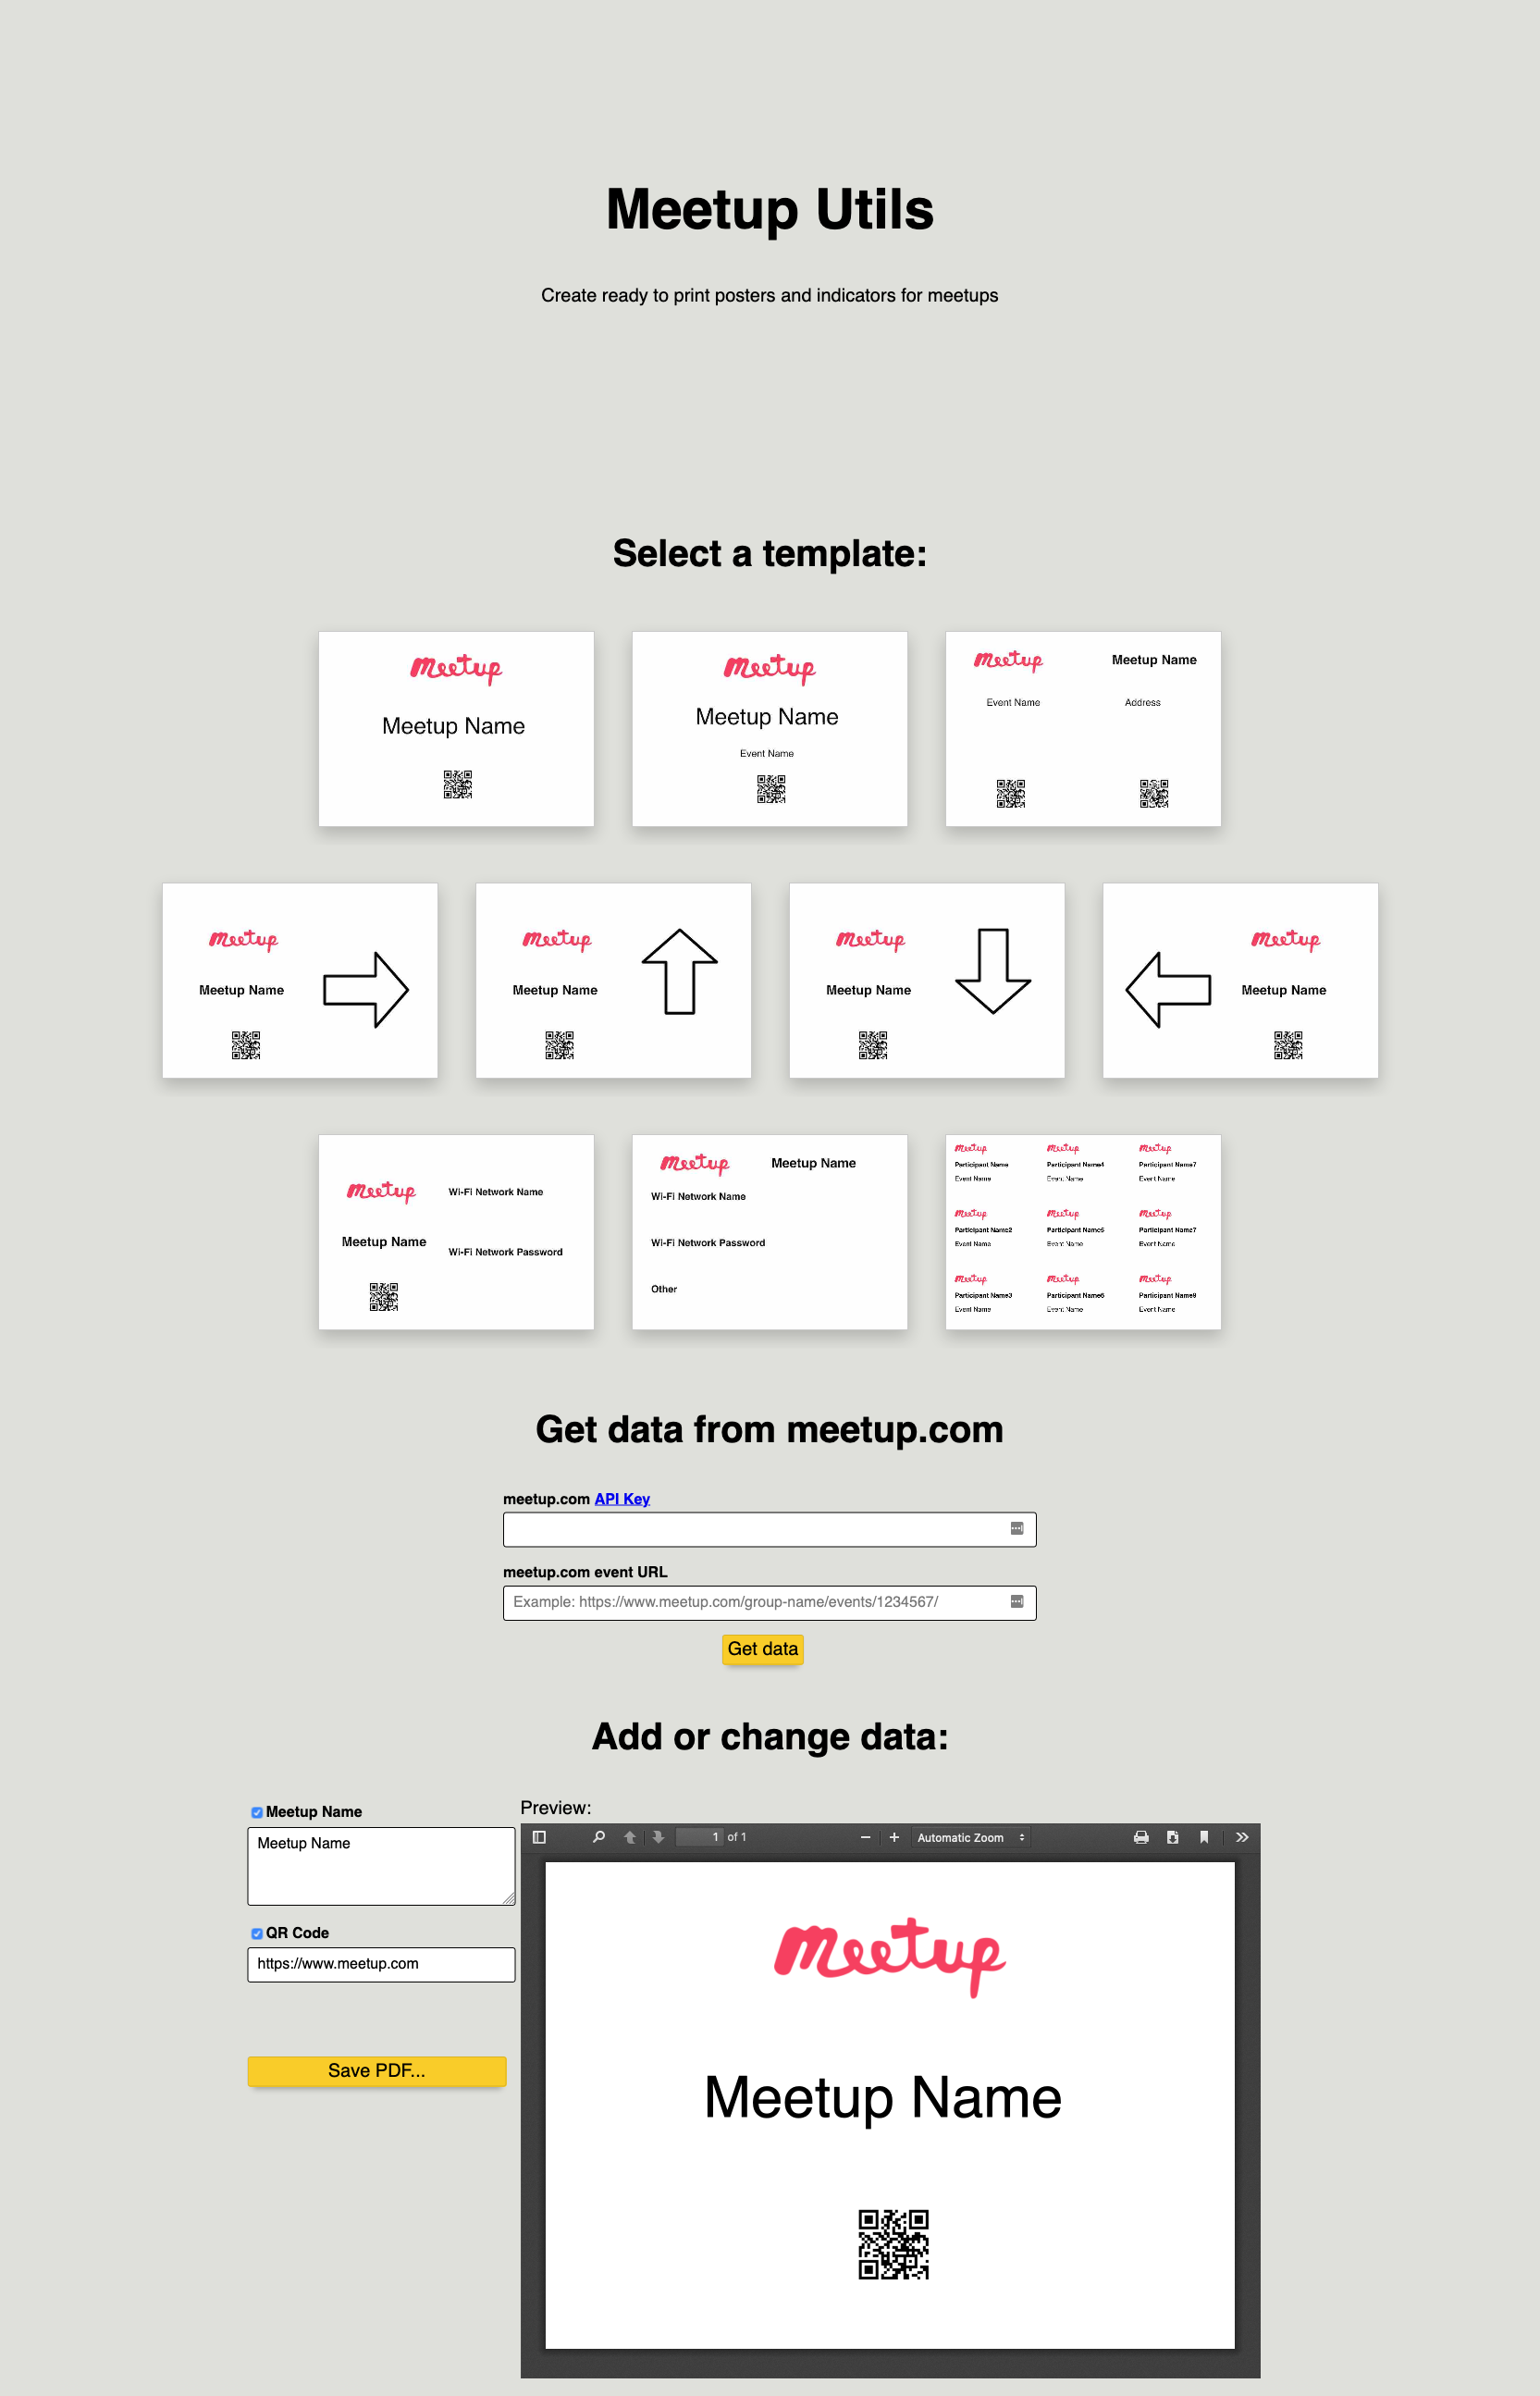 Meetup Utils
Create ready to print posters and indicators for meetups
Select a template:
Meetup
Meetup Name
Meetup
Meetup Name
Event Name
Meetup
Meetup Name
Event Name
Address
Meetup
Meetup Name
Meetup
Meetup Name
Meetup
Meetup Name
Meetup
Meetup Name
Meetup
Wi-Fi Network Name
Meetup Name
Wi-Fi Network Password
Meetup
Meetup Name
Wi-Fi Network Name
Wi-Fi Network Password
Other
Meetup
Meetup
Meetup
Participant Name
Participant Name4
Participant Name7
Event Name
Event Name
Event Name
Meetup
Meetup
Meetup
Participant Name2
Participant Name5
Participant Name7
Event Name
Event Name
Event Name
Meetup
Meetup
Meetup
Participant Name3
Participant Name6
Participant Name9
Event Name
Event Name
Event Name
Get data from meetup.com
meetup.com API Key
meetup.com event URL
Example: https://www.meetup.com/group-name/events/1234567/
Get data
Add or change data:
Meetup Name
Meetup Name
QR Code
https://www.meetup.com
Save PDF...
Preview:
1 of 1
Automatic Zoom
Meetup
Meetup Name